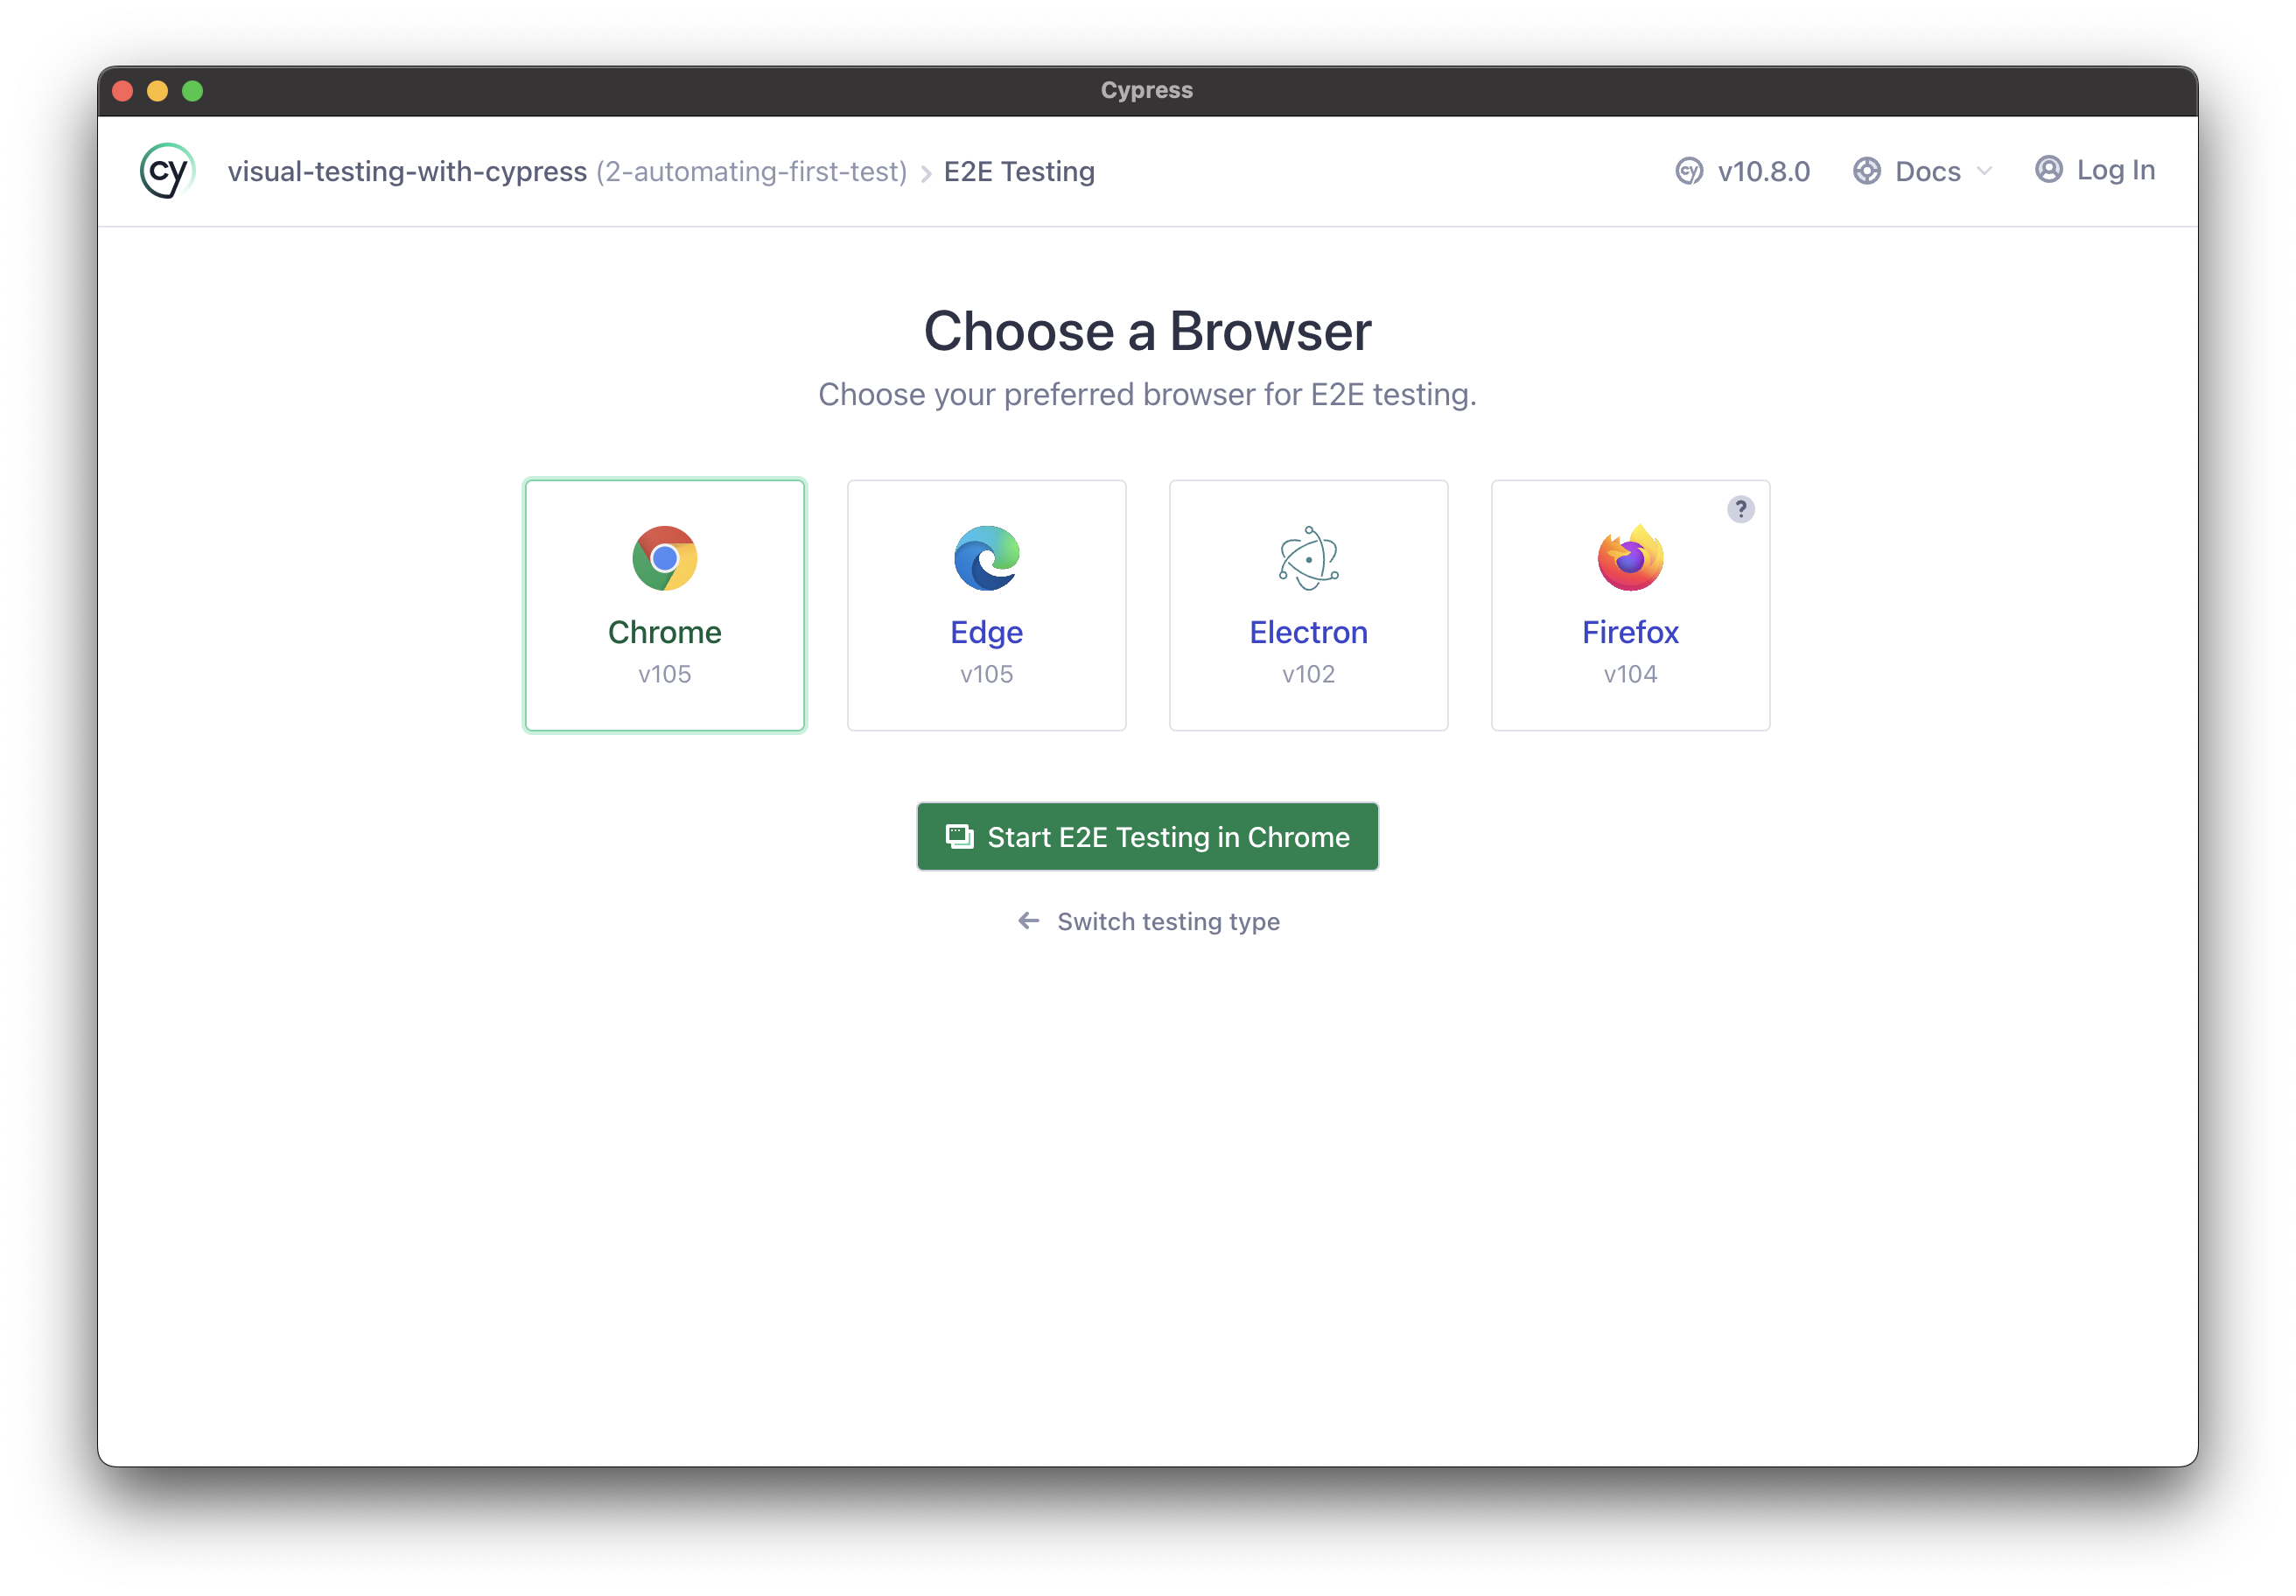 Cypress
cy visual-testing-with-cypress (2-automating-first-test) › E2E Testing cy v10.8.0 Docs Log In
Choose a Browser
Choose your preferred browser for E2E testing.
?
Chrome Edge Electron Firefox
v105 v105 v102 v104
Start E2E Testing in Chrome
← Switch testing type